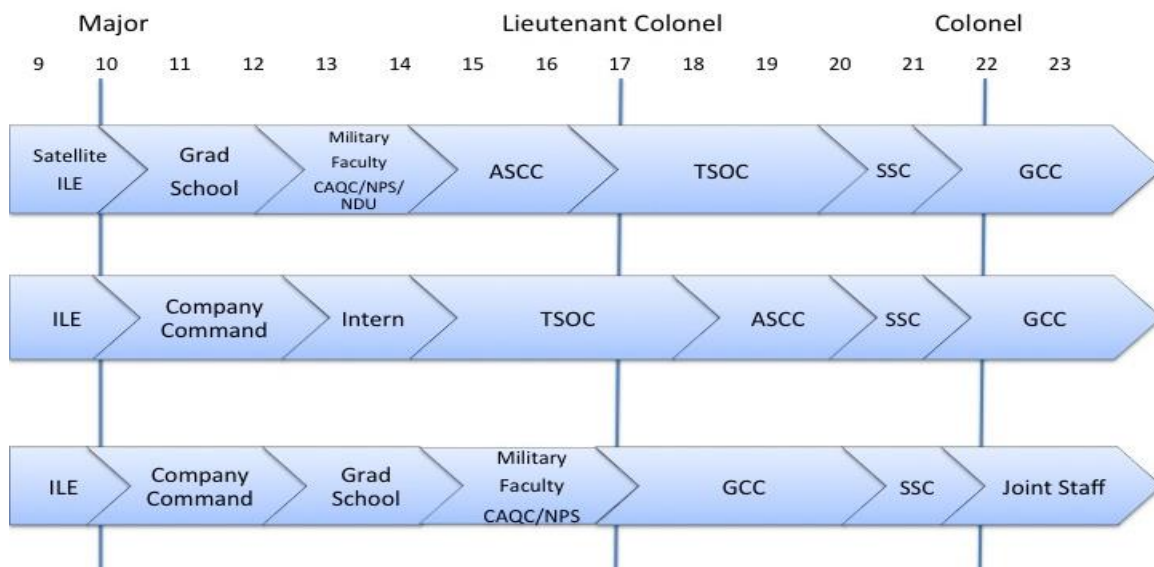 Major Lieutenant Colonel Colonel
9 10 11 12 13 14 15 16 17 18 19 20 21 22 23
Satellite
ILE
Grad
School
Military
Faculty
CAQC/NPS/
NDU
ASCC
TSOC
SSC
GCC
ILE
Company
Command
Intern
TSOC
ASCC
SSC
GCC
ILE
Company
Command
Grad
School
Military
Faculty
CAQC/NPS
GCC
SSC
Joint Staff